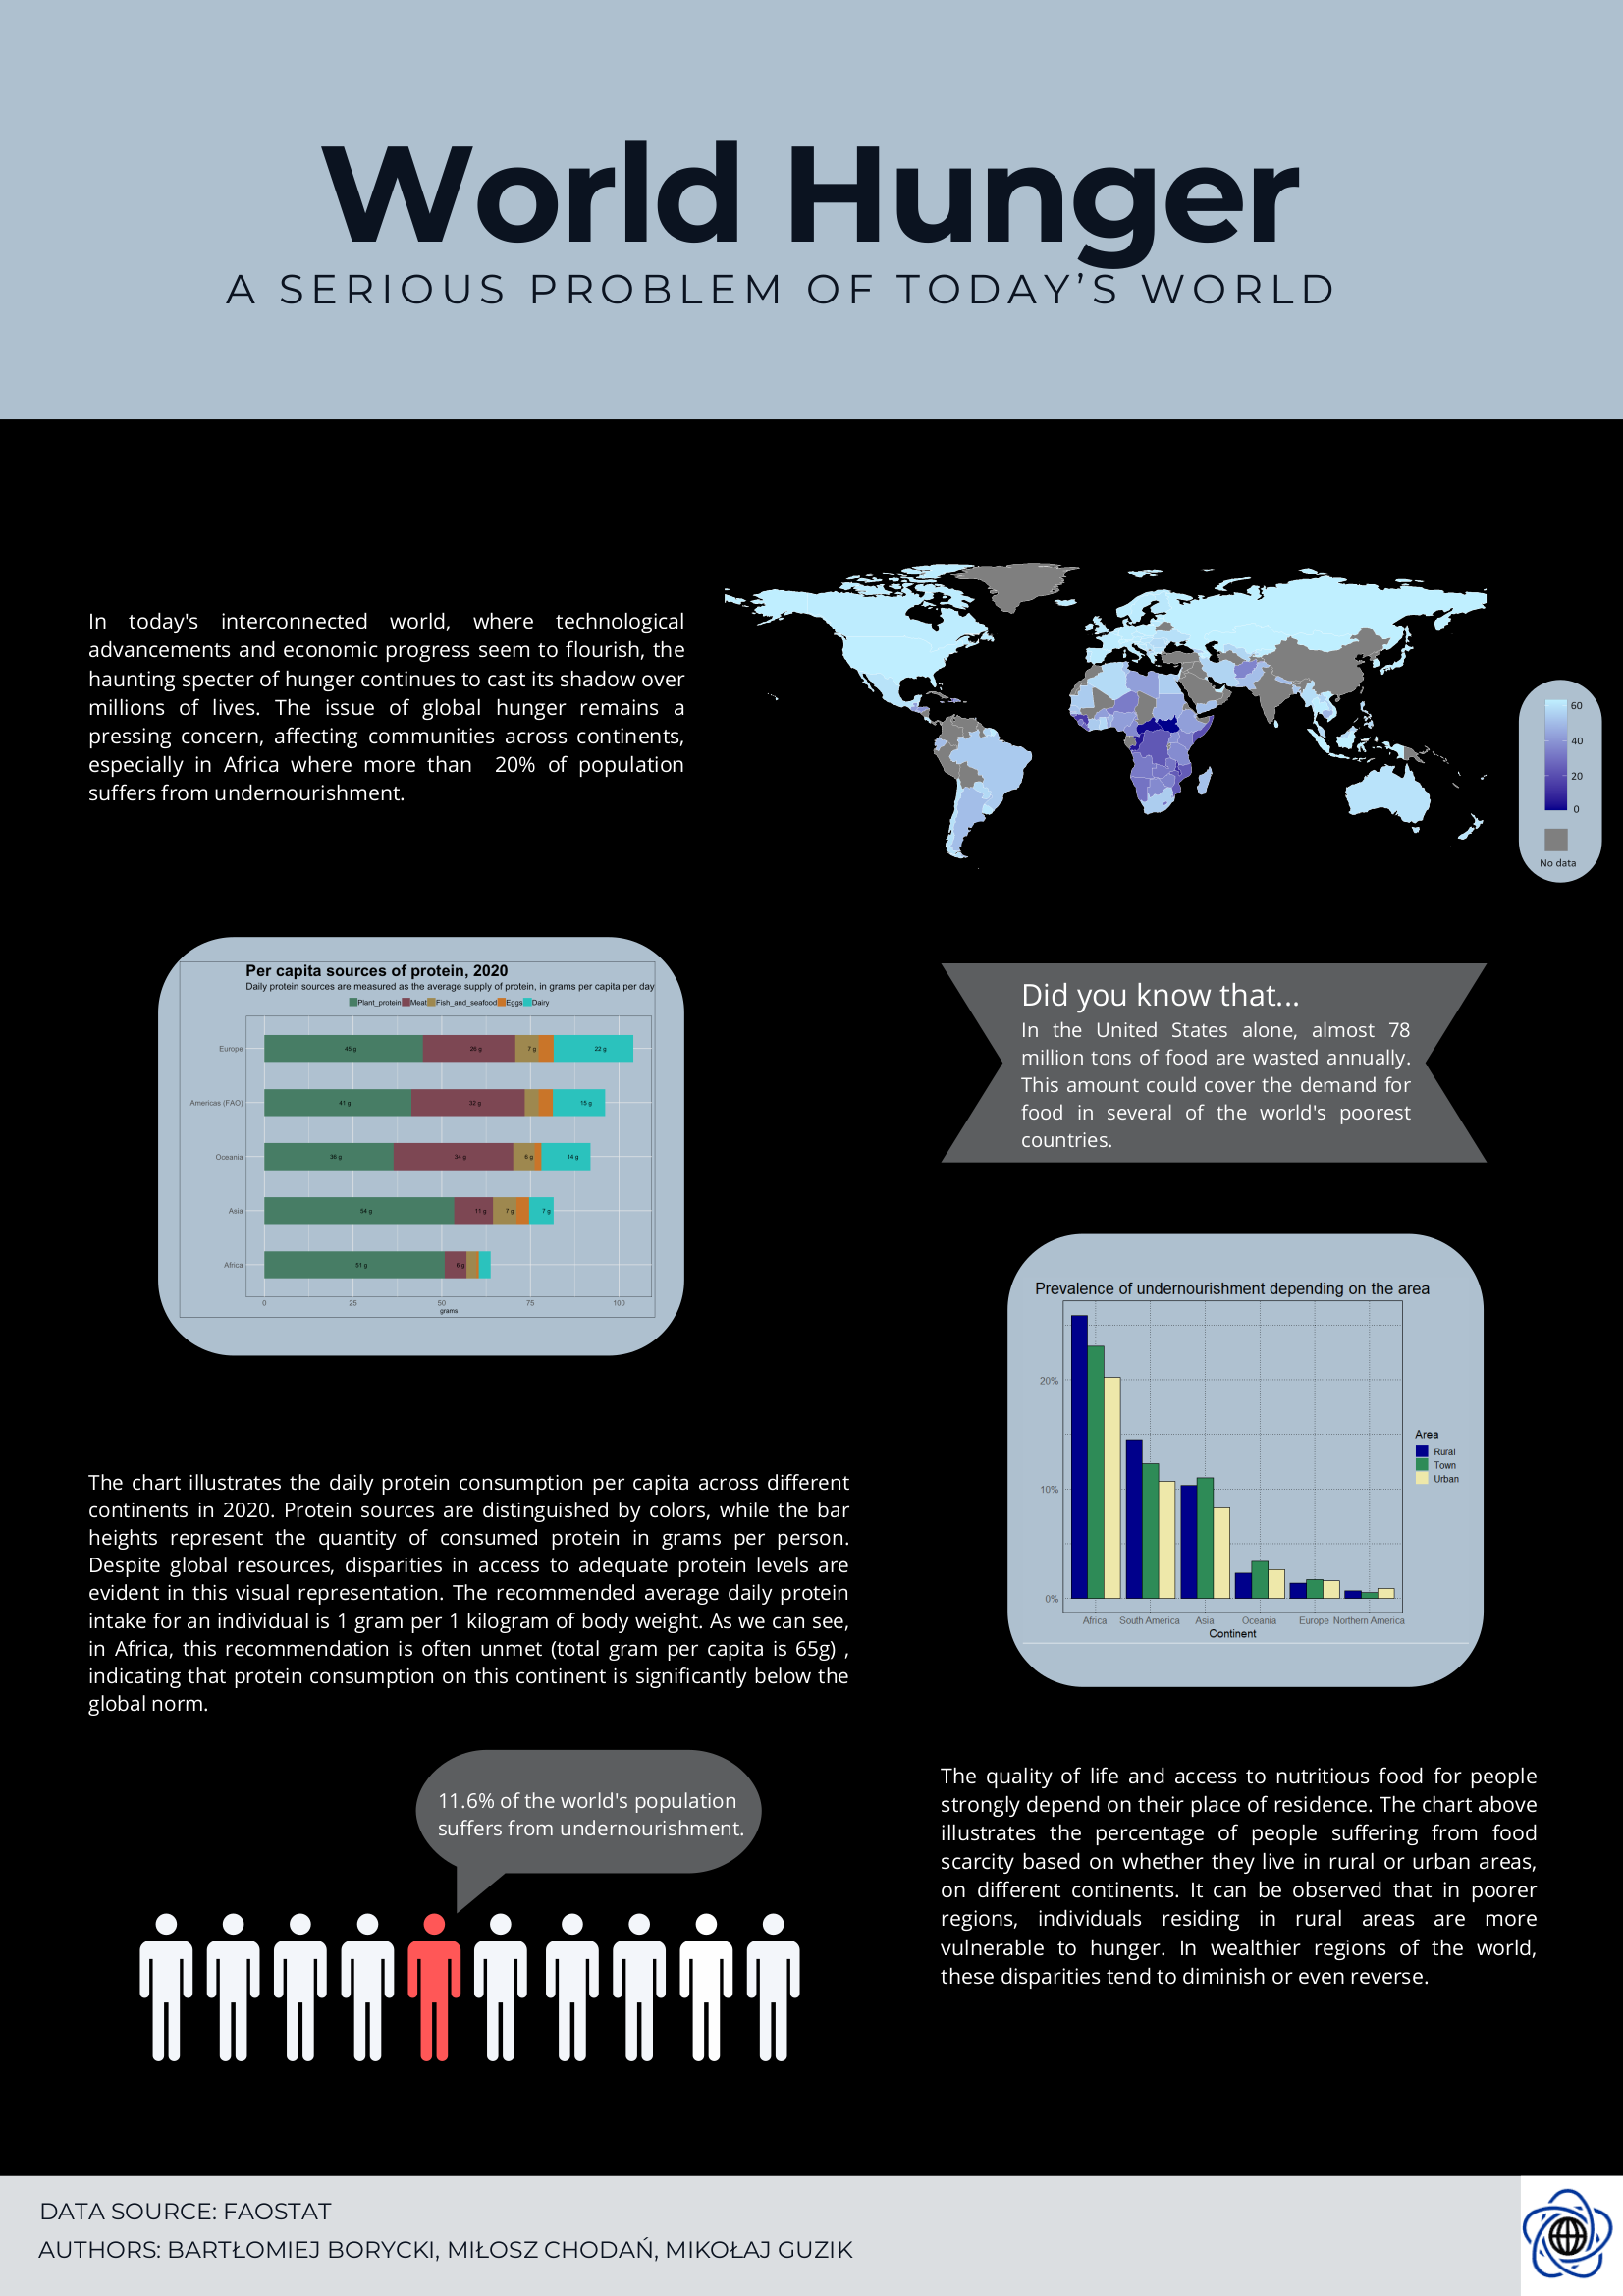 World Hunger
A SERIOUS PROBLEM OF TODAY'S WORLD
In today's interconnected world, where technological
advancements and economic progress seem to flourish, the
haunting specter of hunger continues to cast its shadow over
millions of lives. The issue of global hunger remains a
pressing concern, affecting communities across continents,
especially in Africa where more than 20% of population
suffers from undernourishment.
60
40
20
0
No data
Per capita sources of protein, 2020
Daily protein sources are measured as the average supply of protein, in grams per capita per day
Plant_protein Meat Fish_and_seafood Eggs Dairy
Europe 45 g 26 g 7 g 22 g
Americas (FAO) 41 g 32 g 15 g
Oceania 36 g 34 g 6 g 14 g
Asia 54 g 11 g 7 g 7 g
Africa 51 g 6 g
0 25 50 75 100
grams
Did you know that...
In the United States alone, almost 78
million tons of food are wasted annually.
This amount could cover the demand for
food in several of the world's poorest
countries.
Prevalence of undernourishment depending on the area
20%
10%
0%
Area
Rural
Town
Urban
Africa South America Asia Oceania Europe Northern America
Continent
The chart illustrates the daily protein consumption per capita across different
continents in 2020. Protein sources are distinguished by colors, while the bar
heights represent the quantity of consumed protein in grams per person.
Despite global resources, disparities in access to adequate protein levels are
evident in this visual representation. The recommended average daily protein
intake for an individual is 1 gram per 1 kilogram of body weight. As we can see,
in Africa, this recommendation is often unmet (total gram per capita is 65g) ,
indicating that protein consumption on this continent is significantly below the
global norm.
11.6% of the world's population
suffers from undernourishment.
The quality of life and access to nutritious food for people
strongly depend on their place of residence. The chart above
illustrates the percentage of people suffering from food
scarcity based on whether they live in rural or urban areas,
on different continents. It can be observed that in poorer
regions, individuals residing in rural areas are more
vulnerable to hunger. In wealthier regions of the world,
these disparities tend to diminish or even reverse.
DATA SOURCE: FAOSTAT
AUTHORS: BARTŁOMIEJ BORYCKI, MIŁOSZ CHODAŃ, MIKOŁAJ GUZIK